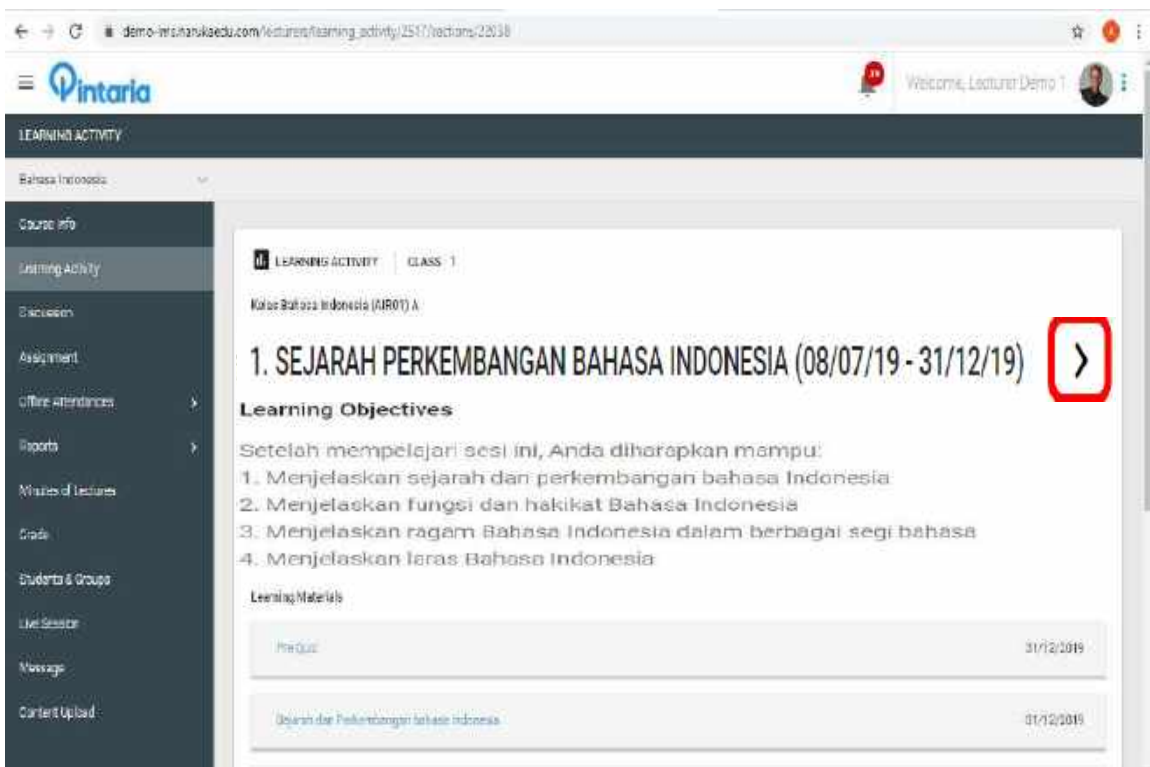 Pintaria
Welcome, Lecturer Demo 1
LEARNING ACTIVITY
Bahasa Indonesia
Course Info
Learning Activity
Discussion
Assignment
Offline Attendances
Reports
Minutes of Lectures
Grade
Students & Groups
Live Session
Message
Content Upload
LEARNING ACTIVITY CLASS 1
Kelas Bahasa Indonesia (AIR01) A
1. SEJARAH PERKEMBANGAN BAHASA INDONESIA (08/07/19 - 31/12/19)
Learning Objectives
Setelah mempelajari sesi ini, Anda diharapkan mampu:
1. Menjelaskan sejarah dan perkembangan bahasa Indonesia
2. Menjelaskan fungsi dan hakikat Bahasa Indonesia
3. Menjelaskan ragam Bahasa Indonesia dalam berbagai segi bahasa
4. Menjelaskan laras Bahasa Indonesia
Learning Materials
31/12/2019
Sejarah dan Perkembangan bahasa Indonesia 31/12/2019